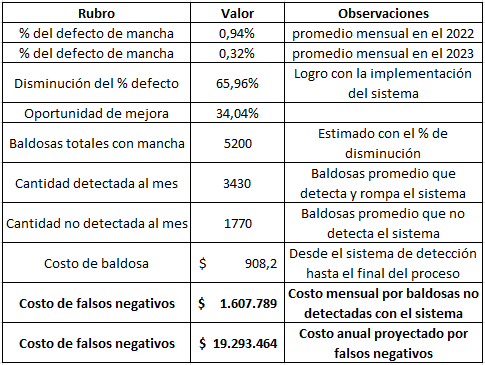 Rubro Valor Observaciones
% del defecto de mancha 0,94% promedio mensual en el 2022
% del defecto de mancha 0,32% promedio mensual en el 2023
Disminución del % defecto 65,96% Logro con la implementación
del sistema
Oportunidad de mejora 34,04%
Baldosas totales con mancha 5200 Estimado con el % de
disminución
Cantidad detectada al mes 3430 Baldosas promedio que
detecta y rompa el sistema
Cantidad no detectada al mes 1770 Baldosas promedio que no
detecta el sistema
Costo de baldosa $ 908,2 Desde el sistema de detección
hasta el final del proceso
Costo de falsos negativos $ 1.607.789 Costo mensual por baldosas no
detectadas con el sistema
Costo de falsos negativos $ 19.293.464 Costo anual proyectado por
falsos negativos